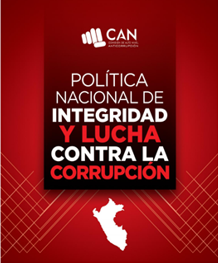 CAN
POLÍTICA
NACIONAL DE
INTEGRIDAD
Y LUCHA
CONTRA LA
CORRUPCIÓN